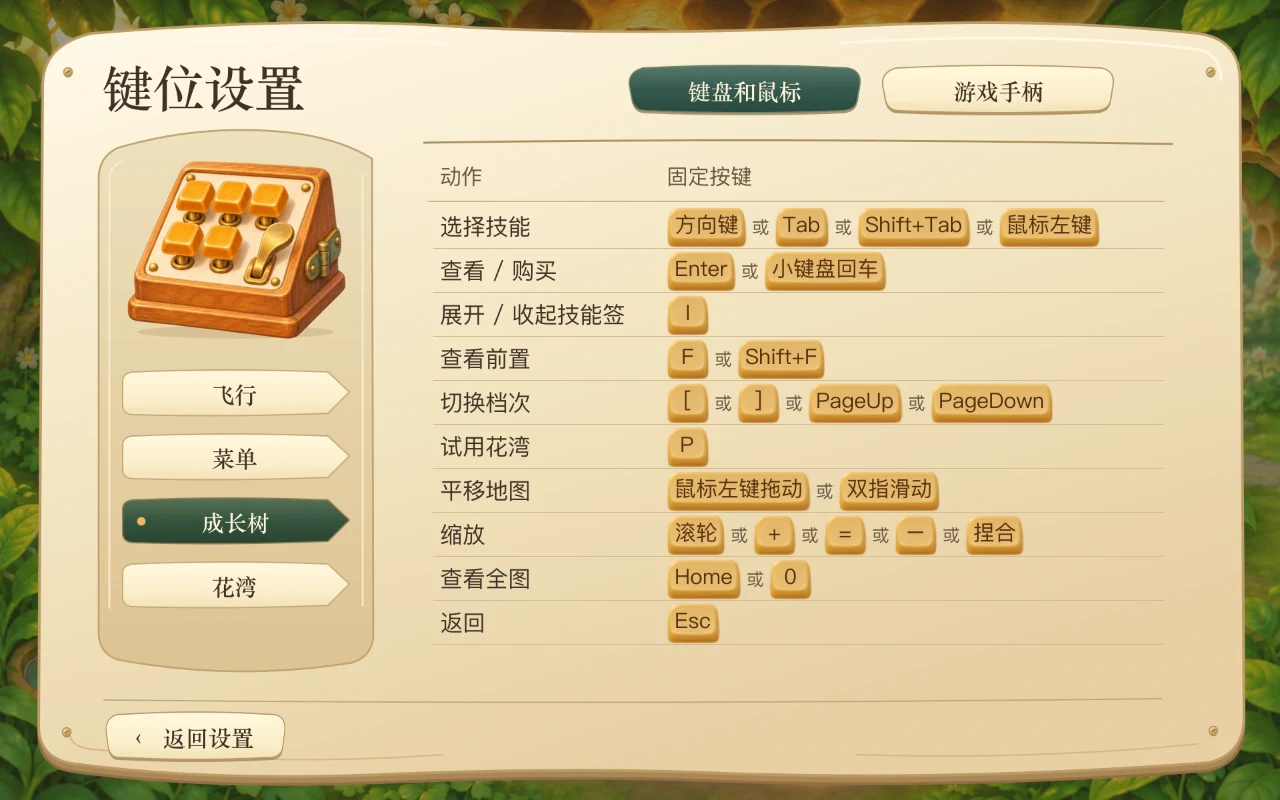 键位设置
键盘和鼠标
游戏手柄
飞行
菜单
成长树
花湾
动作 固定按键
选择技能 方向键 或 Tab 或 Shift+Tab 或 鼠标左键
查看 / 购买 Enter 或 小键盘回车
展开 / 收起技能签 I
查看前置 F 或 Shift+F
切换档次 [ 或 ] 或 PageUp 或 PageDown
试用花湾 P
平移地图 鼠标左键拖动 或 双指滑动
缩放 滚轮 或 + 或 = 或 − 或 捏合
查看全图 Home 或 0
返回 Esc
‹ 返回设置